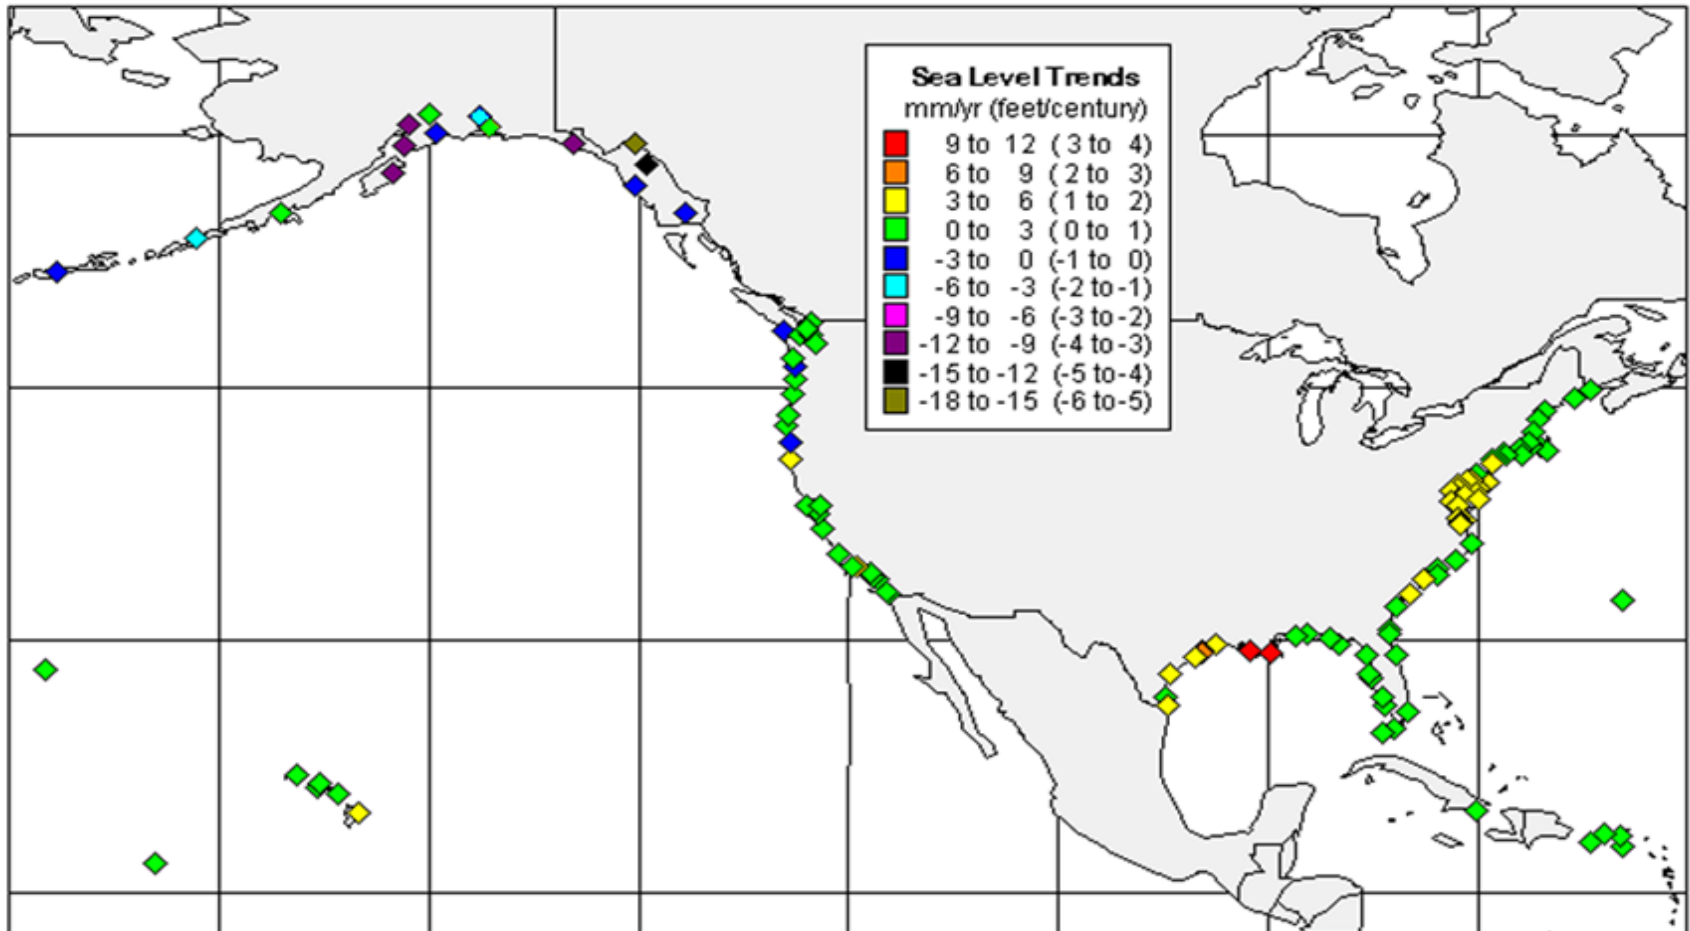 Sea Level Trends
mm/yr (feet/century)
9 to 12 ( 3 to 4)
6 to 9 ( 2 to 3)
3 to 6 ( 1 to 2)
0 to 3 ( 0 to 1)
-3 to 0 (-1 to 0)
-6 to -3 (-2 to -1)
-9 to -6 (-3 to -2)
-12 to -9 (-4 to -3)
-15 to -12 (-5 to -4)
-18 to -15 (-6 to -5)